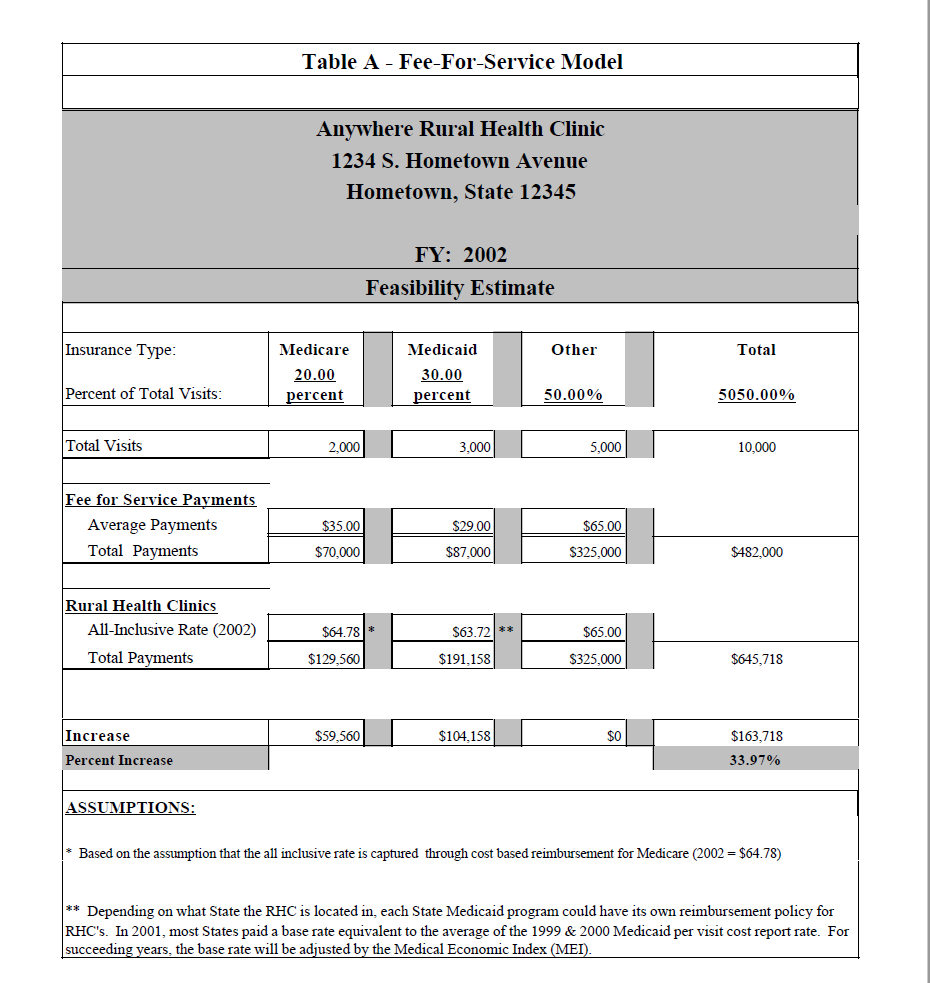 Table A - Fee-For-Service Model
Anywhere Rural Health Clinic
1234 S. Hometown Avenue
Hometown, State 12345
FY: 2002
Feasibility Estimate
Insurance Type: Medicare Medicaid Other Total
20.00 30.00
Percent of Total Visits: percent percent 50.00% 5050.00%
Total Visits 2,000 3,000 5,000 10,000
Fee for Service Payments
Average Payments $35.00 $29.00 $65.00
Total Payments $70,000 $87,000 $325,000 $482,000
Rural Health Clinics
All-Inclusive Rate (2002) $64.78 * $63.72 ** $65.00
Total Payments $129,560 $191,158 $325,000 $645,718
Increase $59,560 $104,158 $0 $163,718
Percent Increase 33.97%
ASSUMPTIONS:
* Based on the assumption that the all inclusive rate is captured through cost based reimbursement for Medicare (2002 = $64.78)
** Depending on what State the RHC is located in, each State Medicaid program could have its own reimbursement policy for
RHC's. In 2001, most States paid a base rate equivalent to the average of the 1999 & 2000 Medicaid per visit cost report rate. For
succeeding years, the base rate will be adjusted by the Medical Economic Index (MEI).